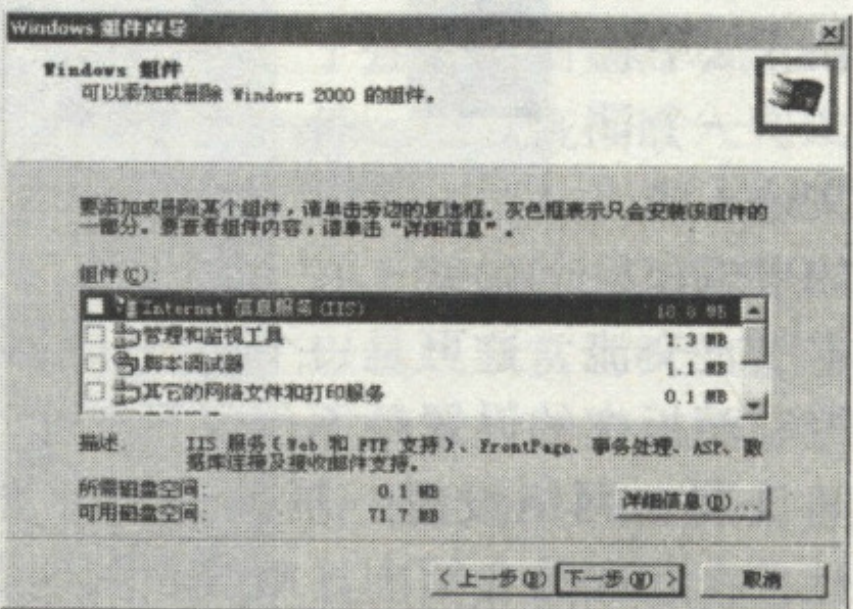 Windows 组件向导
Windows 组件
可以添加或删除 Windows 2000 的组件。
要添加或删除某个组件，请单击旁边的复选框。灰色框表示只会安装该组件的
一部分。要查看组件内容，请单击“详细信息”。
组件(C):
Internet 信息服务 (IIS)
管理和监视工具 1.3 MB
脚本调试器 1.1 MB
其它的网络文件和打印服务 0.1 MB
描述: IIS 服务(Web 和 FTP 支持)、FrontPage、事务处理、ASP、数
据库连接及接收邮件支持。
所需磁盘空间: 0.1 MB
可用磁盘空间: 71.7 MB
详细信息(D)...
< 上一步(B) 下一步(N) > 取消